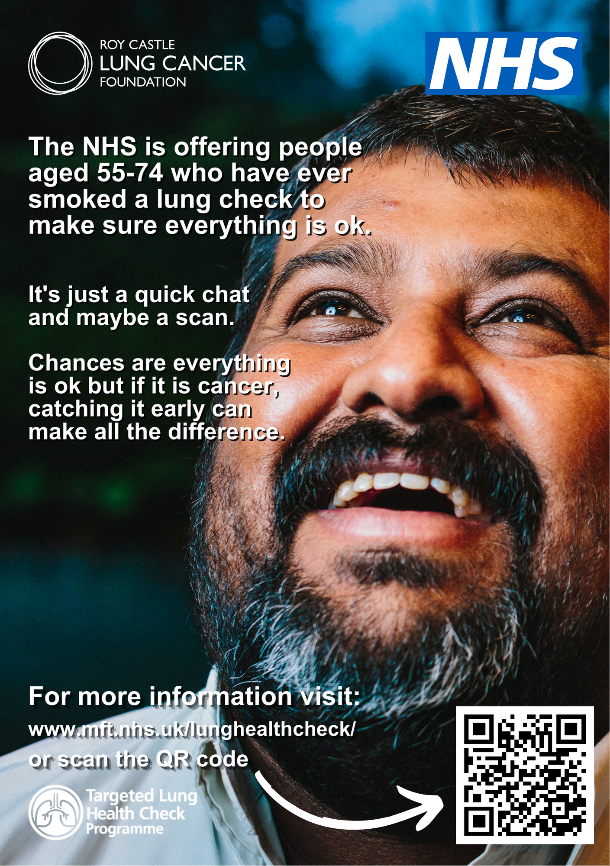 ROY CASTLE
LUNG CANCER
FOUNDATION
NHS
The NHS is offering people
aged 55-74 who have ever
smoked a lung check to
make sure everything is ok.
It's just a quick chat
and maybe a scan.
Chances are everything
is ok but if it is cancer,
catching it early can
make all the difference.
For more information visit:
www.mft.nhs.uk/lunghealthcheck/
or scan the QR code
Targeted Lung
Health Check
Programme